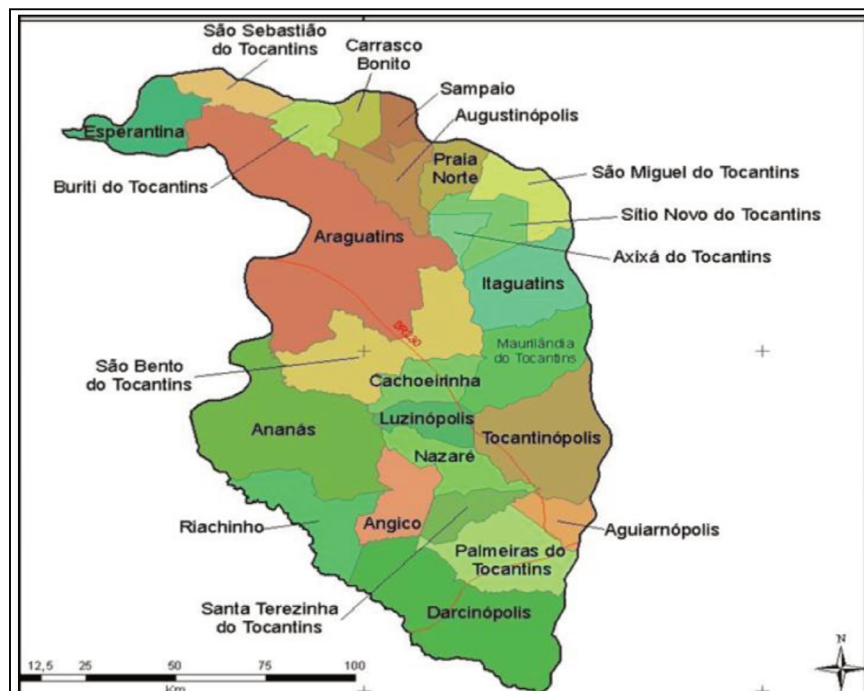 São Sebastião
do Tocantins
Carrasco
Bonito
Sampaio
Augustinópolis
Esperantina
Praia
Norte
São Miguel do Tocantins
Buriti do Tocantins
Sítio Novo do Tocantins
Araguatins
Axixá do Tocantins
Itaguatins
BR230
Maurilândia
do Tocantins
São Bento
do Tocantins
Cachoeirinha
Luzinópolis
Ananás
Tocantinópolis
Nazaré
Riachinho
Angico
Aguiarnópolis
Palmeiras do
Tocantins
Santa Terezinha
do Tocantins
Darcinópolis
N
12,5 25 50 75 100
Km